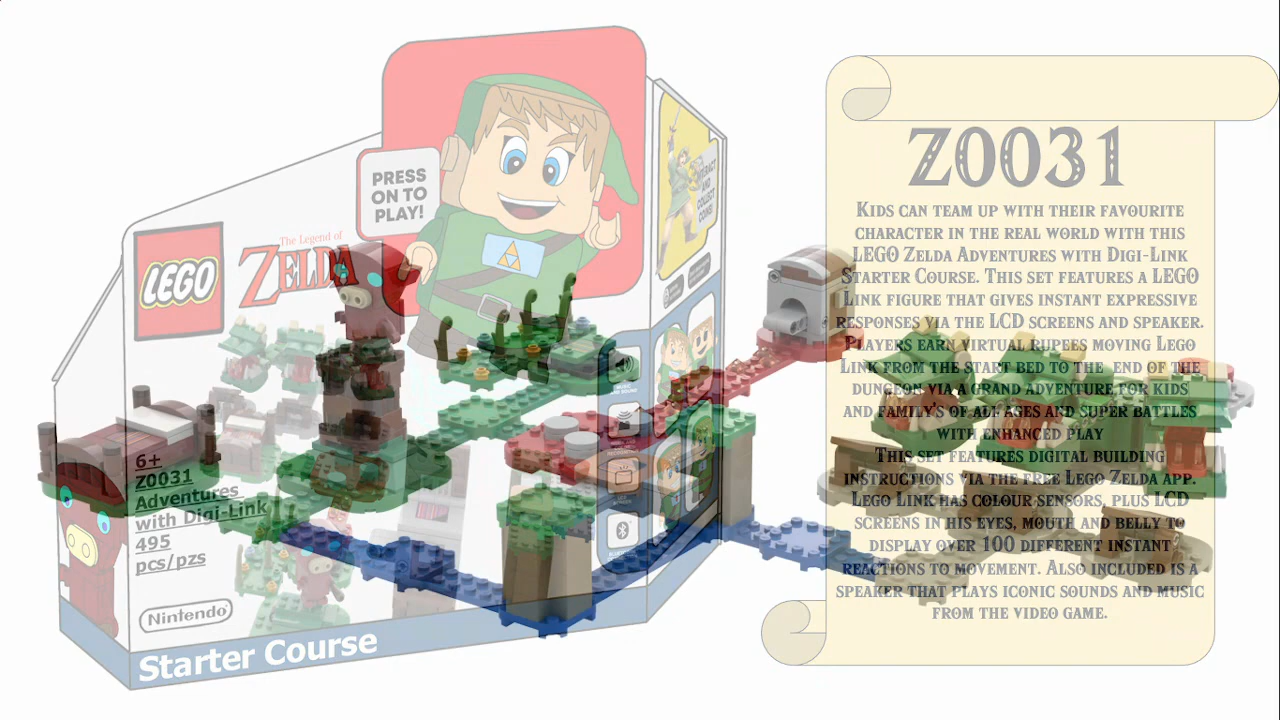 PRESS
ON TO
PLAY!
LEGO
The Legend of
ZELDA
6+
Z0031
Adventures
with Digi-Link
495
pcs/pzs
Nintendo
Starter Course
COINS!
Z0031
Kids can team up with their favourite
character in the real world with this
LEGO Zelda Adventures with Digi-Link
Starter Course. This set features a LEGO
Link figure that gives instant expressive
responses via the LCD screens and speaker.
Players earn virtual rupees moving Lego
Link from the start bed to the end of the
dungeon via a grand adventure for kids
and family's of all ages and super battles
with enhanced play
This set features digital building
instructions via the free Lego Zelda app.
Lego Link has colour sensors, plus LCD
screens in his eyes, mouth and belly to
display over 100 different instant
reactions to movement. Also included is a
speaker that plays iconic sounds and music
from the video game.